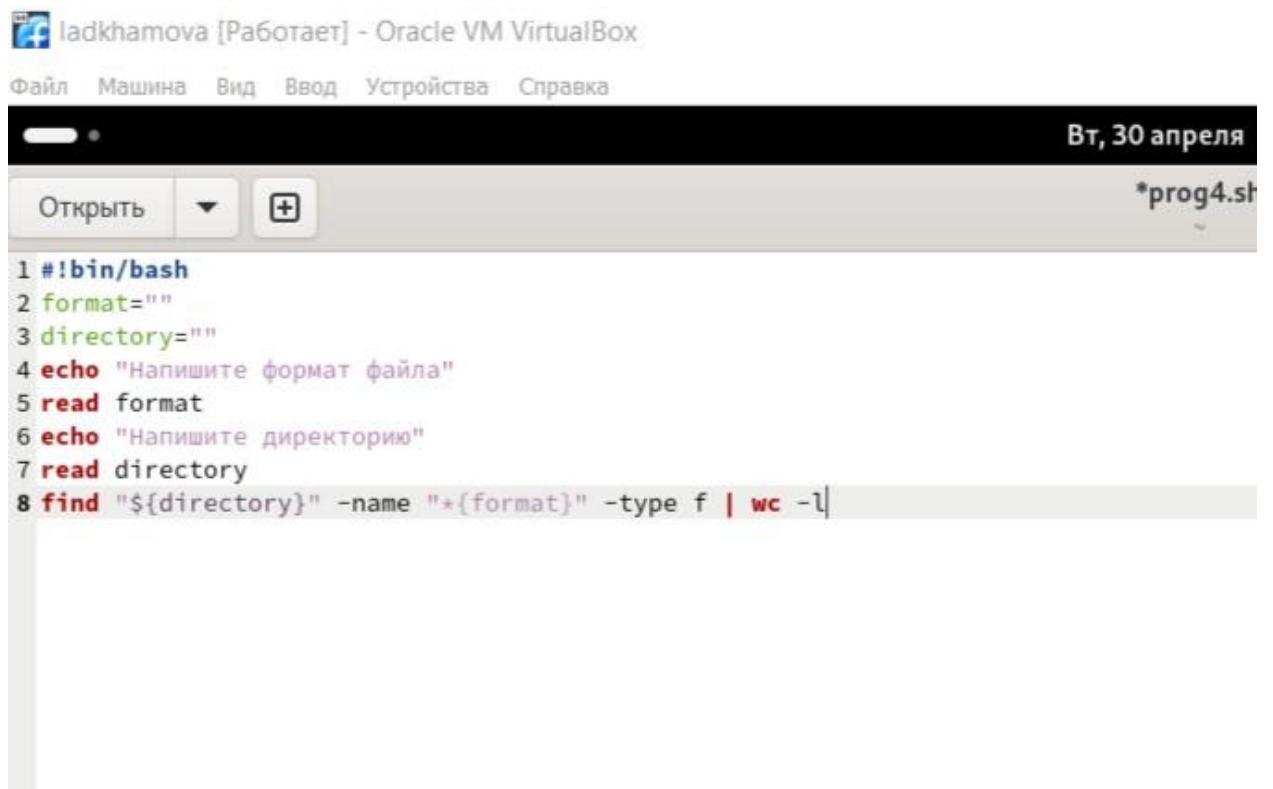 ladkhamova [Работает] - Oracle VM VirtualBox
Файл Машина Вид Ввод Устройства Справка
Вт, 30 апреля
Открыть *prog4.sh
~
1 #!bin/bash
2 format=""
3 directory=""
4 echo "Напишите формат файла"
5 read format
6 echo "Напишите директорию"
7 read directory
8 find "${directory}" -name "*{format}" -type f | wc -l